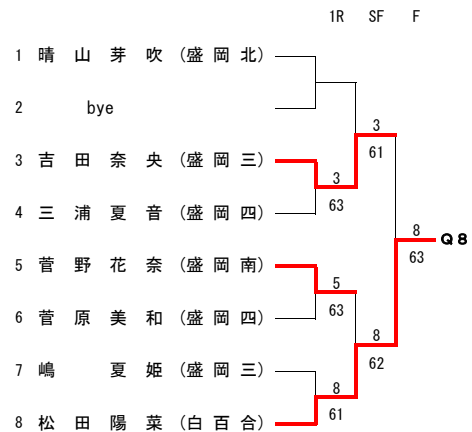 1R SF F
1 晴 山 芽 吹 (盛 岡 北)
2 bye
3
61
3 吉 田 奈 央 (盛 岡 三)
3
63
4 三 浦 夏 音 (盛 岡 四)
8
63
Q8
5 菅 野 花 奈 (盛 岡 南)
5
63
6 菅 原 美 和 (盛 岡 四)
8
62
7 嶋 夏 姫 (盛 岡 三)
8
61
8 松 田 陽 菜 (白 百 合)